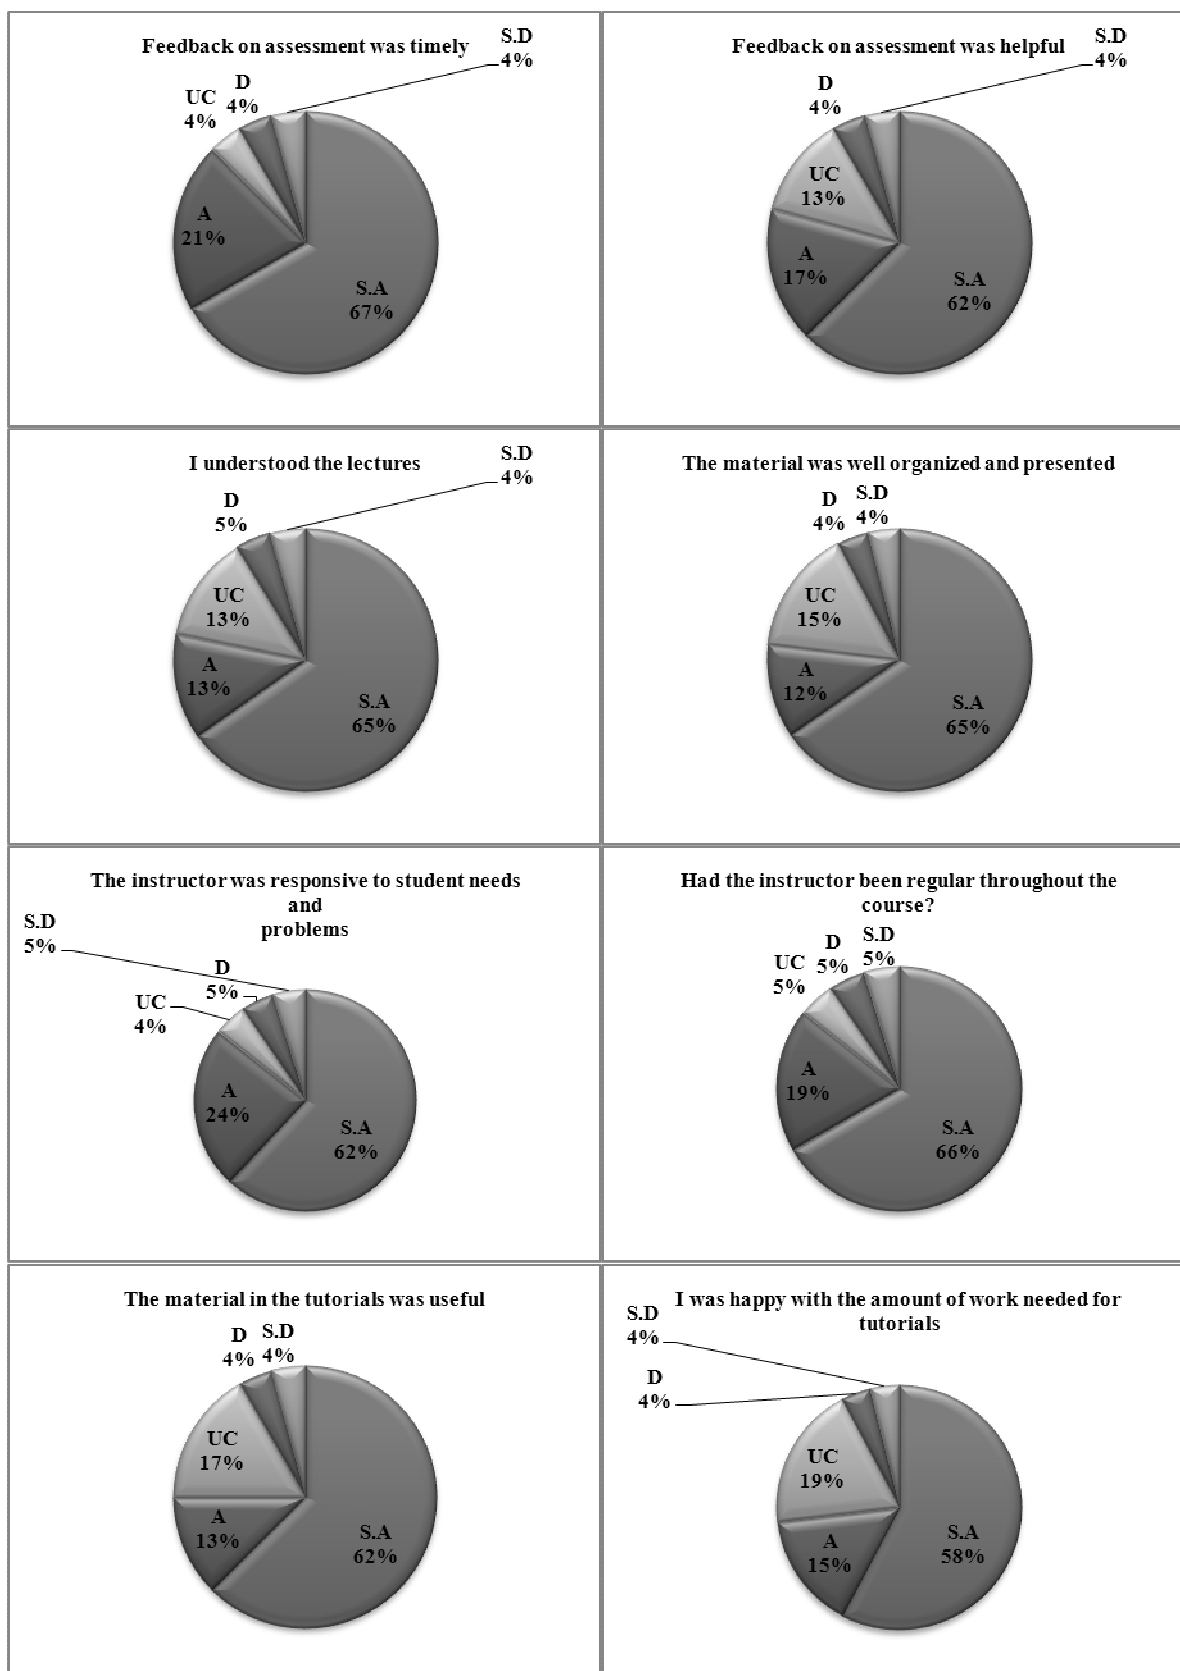 Feedback on assessment was timely
S.D
4%
D
4%
UC
4%
A
21%
S.A
67%
Feedback on assessment was helpful
S.D
4%
D
4%
UC
13%
A
17%
S.A
62%
I understood the lectures
S.D
4%
D
5%
UC
13%
A
13%
S.A
65%
The material was well organized and presented
D
4%
S.D
4%
UC
15%
A
12%
S.A
65%
The instructor was responsive to student needs
and
problems
S.D
5%
D
5%
UC
4%
A
24%
S.A
62%
Had the instructor been regular throughout the
course?
S.D
5%
D
5%
UC
5%
A
19%
S.A
66%
The material in the tutorials was useful
D
4%
S.D
4%
UC
17%
A
13%
S.A
62%
I was happy with the amount of work needed for
tutorials
S.D
4%
D
4%
UC
19%
A
15%
S.A
58%